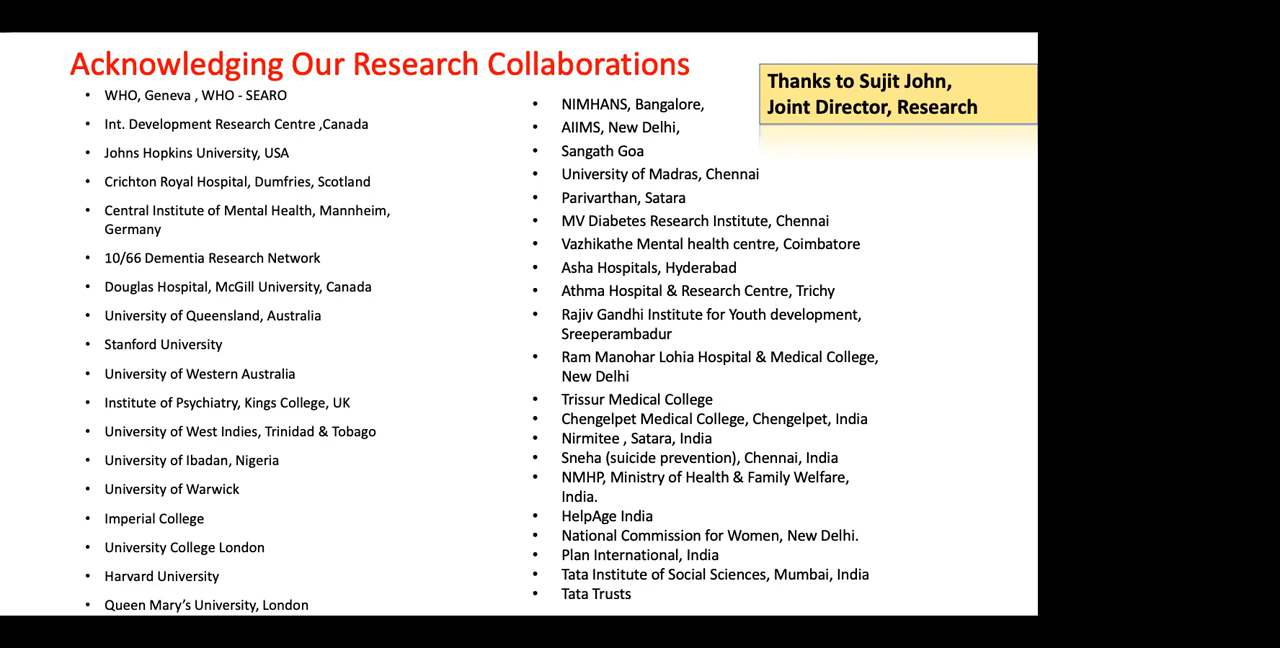 Acknowledging Our Research Collaborations
Thanks to Sujit John,
Joint Director, Research
• WHO, Geneva , WHO - SEARO
• Int. Development Research Centre ,Canada
• Johns Hopkins University, USA
• Crichton Royal Hospital, Dumfries, Scotland
• Central Institute of Mental Health, Mannheim,
Germany
• 10/66 Dementia Research Network
• Douglas Hospital, McGill University, Canada
• University of Queensland, Australia
• Stanford University
• University of Western Australia
• Institute of Psychiatry, Kings College, UK
• University of West Indies, Trinidad & Tobago
• University of Ibadan, Nigeria
• University of Warwick
• Imperial College
• University College London
• Harvard University
• Queen Mary’s University, London
• NIMHANS, Bangalore,
• AIIMS, New Delhi,
• Sangath Goa
• University of Madras, Chennai
• Parivarthan, Satara
• MV Diabetes Research Institute, Chennai
• Vazhikathe Mental health centre, Coimbatore
• Asha Hospitals, Hyderabad
• Athma Hospital & Research Centre, Trichy
• Rajiv Gandhi Institute for Youth development,
Sreeperambadur
• Ram Manohar Lohia Hospital & Medical College,
New Delhi
• Trissur Medical College
• Chengelpet Medical College, Chengelpet, India
• Nirmitee , Satara, India
• Sneha (suicide prevention), Chennai, India
• NMHP, Ministry of Health & Family Welfare,
India.
• HelpAge India
• National Commission for Women, New Delhi.
• Plan International, India
• Tata Institute of Social Sciences, Mumbai, India
• Tata Trusts